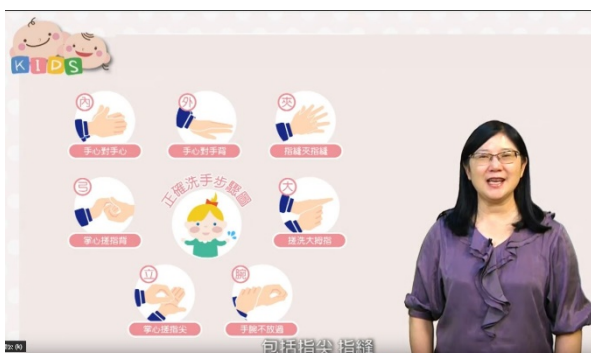 KIDS
內
手心對手心
外
手心對手背
夾
指縫夾指縫
弓
掌心搓指背
正確洗手步驟圖
大
搓洗大拇指
立
掌心搓指尖
腕
手腕不放過
包括指尖 指縫